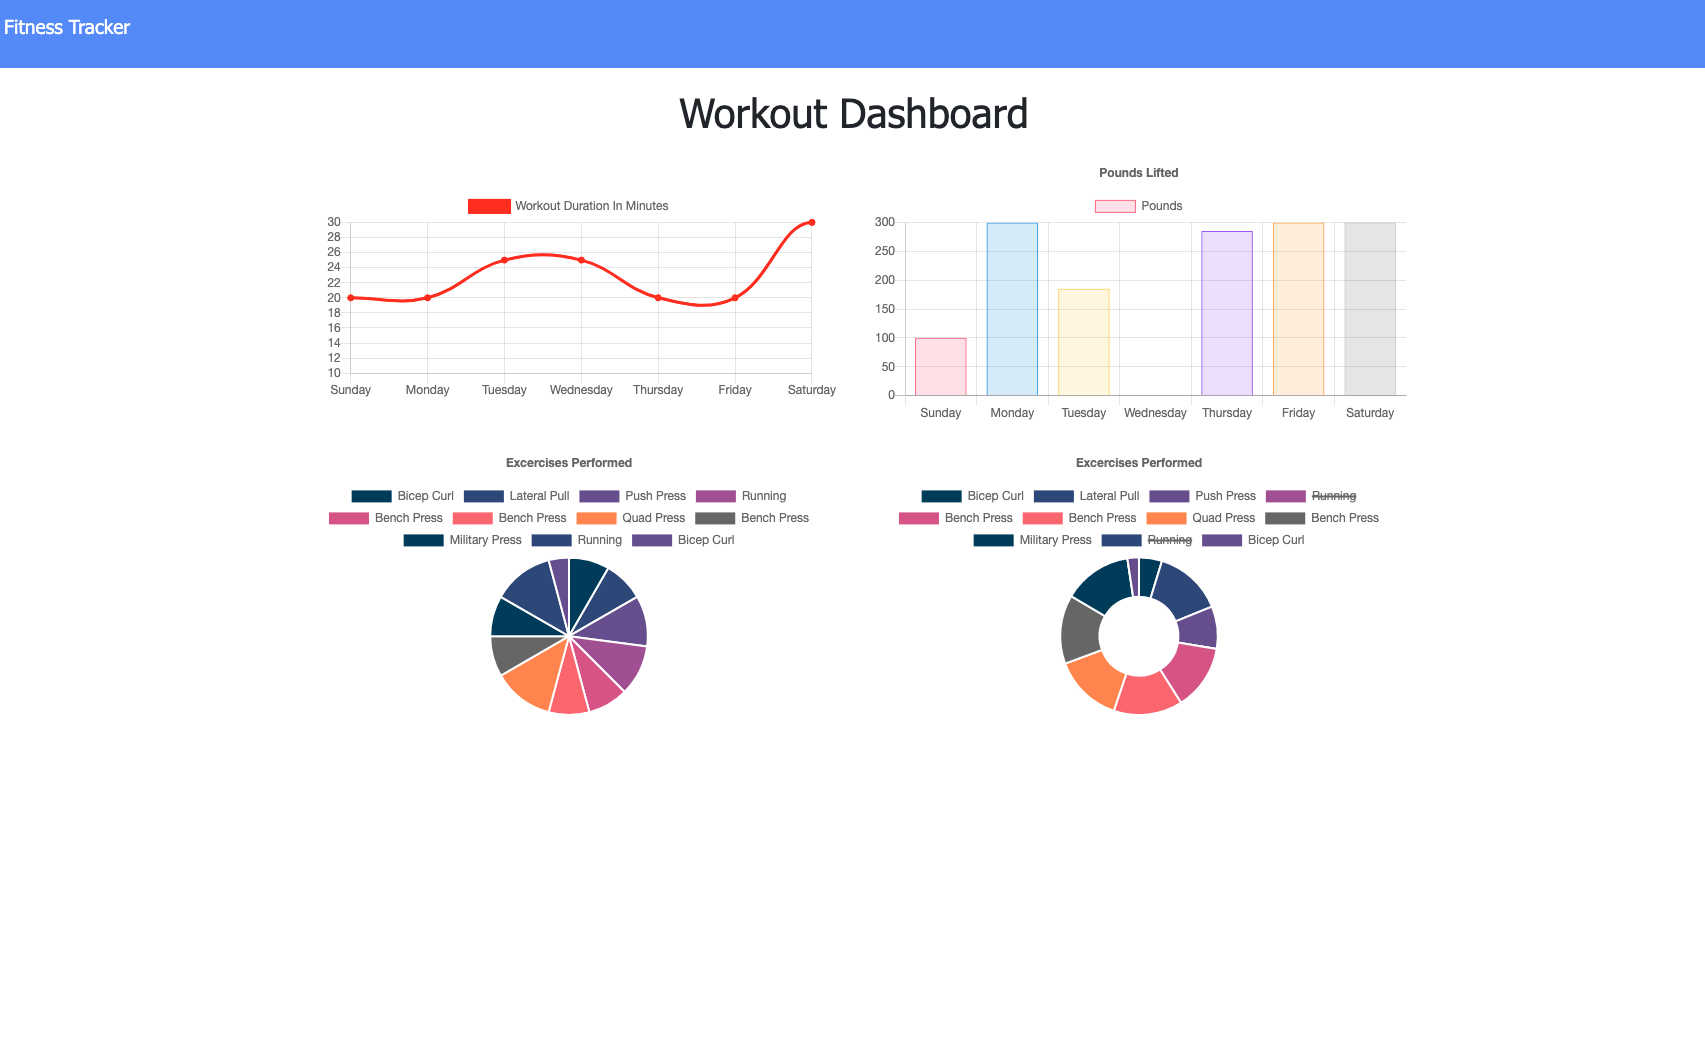 Fitness Tracker
Workout Dashboard
Workout Duration In Minutes
30
28
26
24
22
20
18
16
14
12
10
Sunday Monday Tuesday Wednesday Thursday Friday Saturday
Pounds Lifted
Pounds
300
250
200
150
100
50
0
Sunday Monday Tuesday Wednesday Thursday Friday Saturday
Excercises Performed
Bicep Curl Lateral Pull Push Press Running
Bench Press Bench Press Quad Press Bench Press
Military Press Running Bicep Curl
Excercises Performed
Bicep Curl Lateral Pull Push Press Running
Bench Press Bench Press Quad Press Bench Press
Military Press Running Bicep Curl